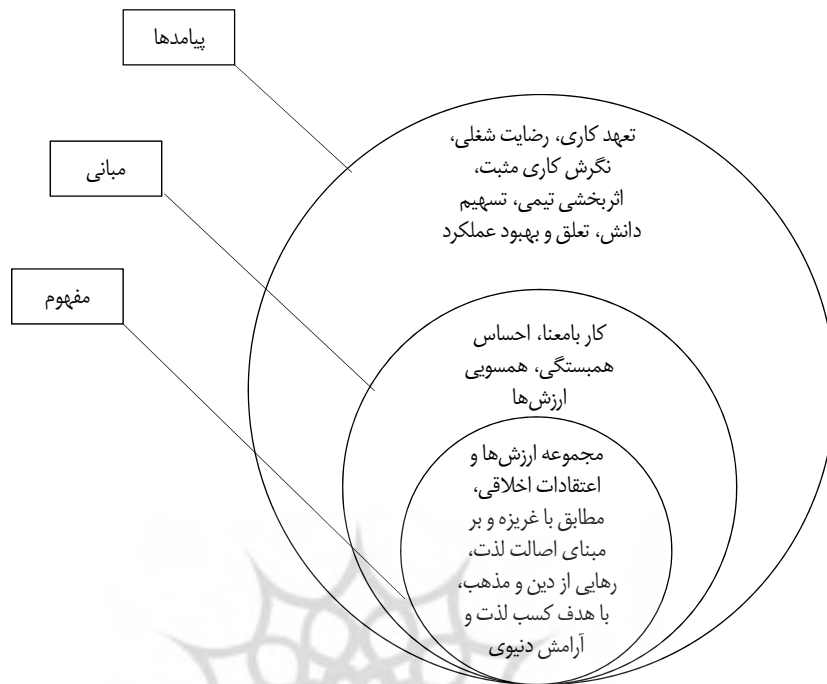 پیامدها
تعهد کاری، رضایت شغلی،
نگرش کاری مثبت،
اثربخشی تیمی، تسهیم
دانش، تعلق و بهبود عملکرد
مبانی
کار بامعنا، احساس
همبستگی، همسویی
ارزش‌ها
مفهوم
مجموعه ارزش‌ها و
اعتقادات اخلاقی،
مطابق با غریزه و بر
مبنای اصالت لذت،
رهایی از دین و مذهب،
با هدف کسب لذت و
آرامش دنیوی